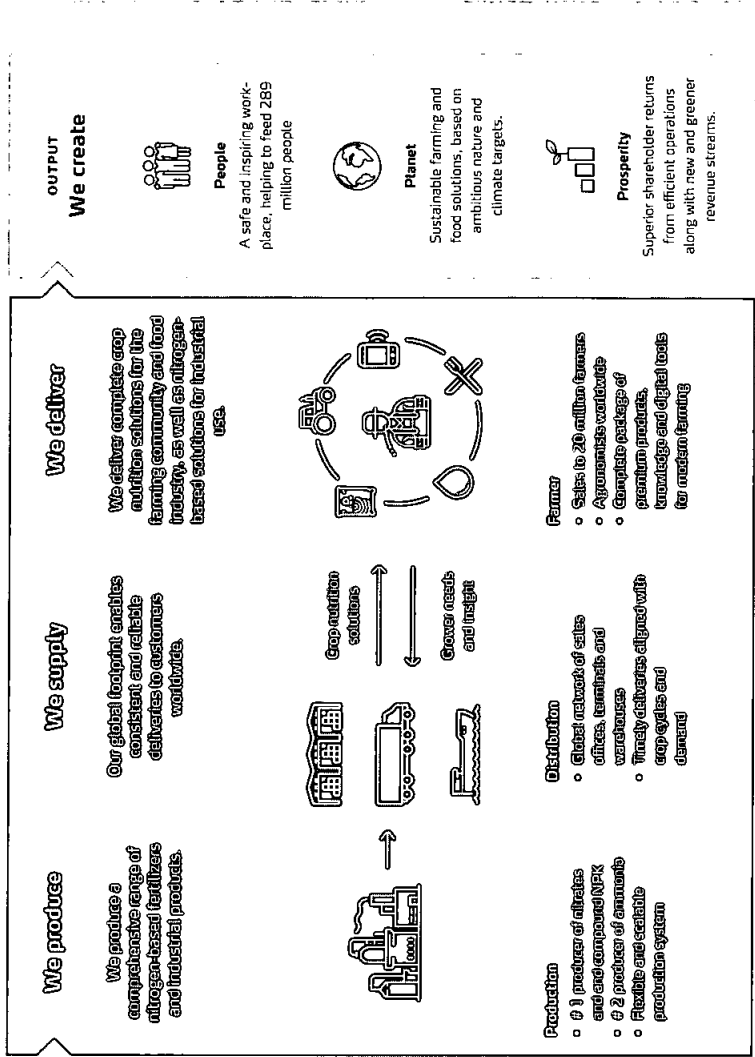 We produce
We produce a
comprehensive range of
nitrogen-based fertilizers
and industrial products.
Production
# 1 producer of nitrates
and and compound NPK
# 2 producer of ammonia
Flexible and scalable
production system
We supply
Our global footprint enables
consistent and reliable
deliveries to customers
worldwide.
Crop nutrition
solutions
Grower needs
and insight
Distribution
Global network of sales
offices, terminals and
warehouses
Timely deliveries aligned with
crop cycles and
demand
We deliver
We deliver complete crop
nutrition solutions for the
farming community and food
industry, as well as nitrogen-
based solutions for industrial
use.
Farmer
Sales to 20 million farmers
Agronomists worldwide
Complete package of
premium products,
knowledge and digital tools
for modern farming
OUTPUT
We create
People
A safe and inspiring work-
place, helping to feed 289
million people
Planet
Sustainable farming and
food solutions, based on
ambitious nature and
climate targets.
Prosperity
Superior shareholder returns
from efficient operations
along with new and greener
revenue streams.